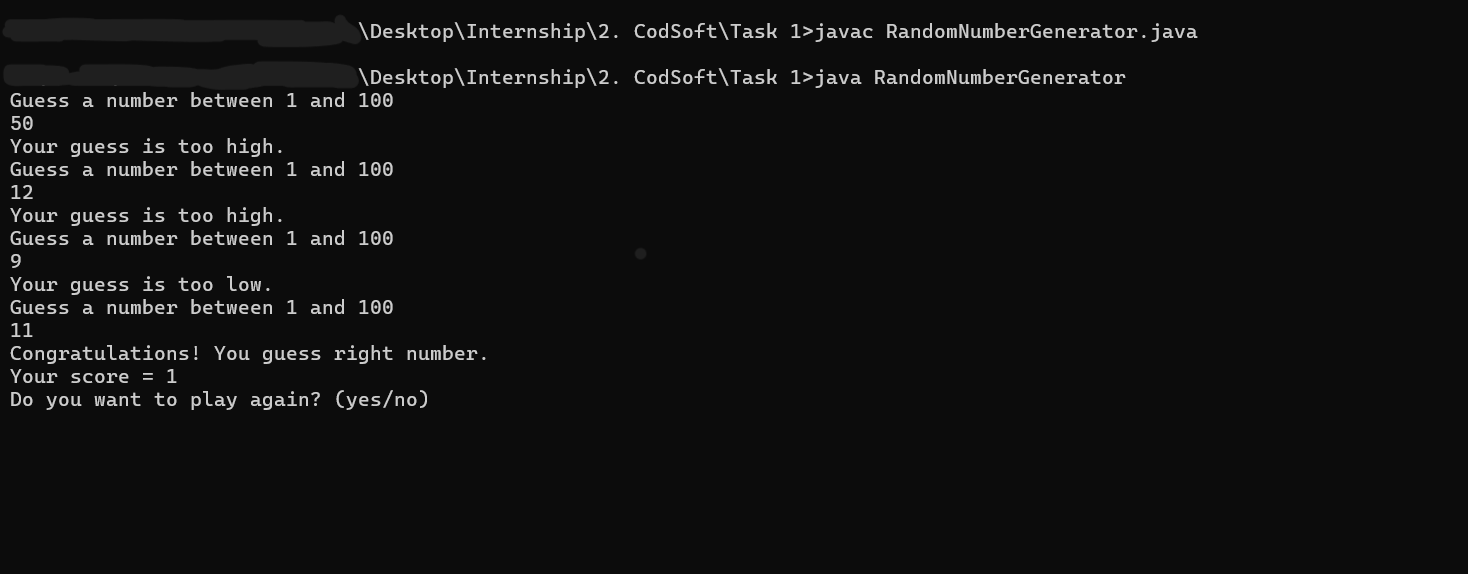 \Desktop\Internship\2. CodSoft\Task 1>javac RandomNumberGenerator.java
\Desktop\Internship\2. CodSoft\Task 1>java RandomNumberGenerator
Guess a number between 1 and 100
50
Your guess is too high.
Guess a number between 1 and 100
12
Your guess is too high.
Guess a number between 1 and 100
9
Your guess is too low.
Guess a number between 1 and 100
11
Congratulations! You guess right number.
Your score = 1
Do you want to play again? (yes/no)